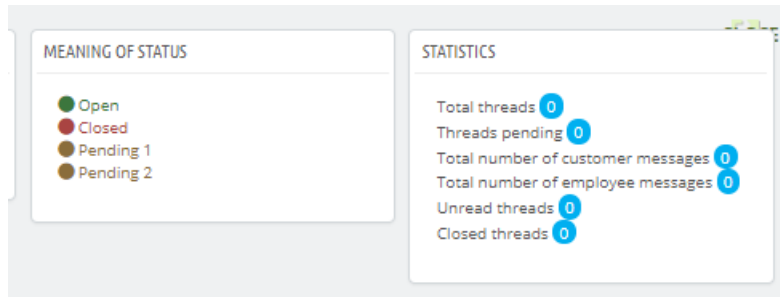 MEANING OF STATUS
Open
Closed
Pending 1
Pending 2
STATISTICS
Total threads 0
Threads pending 0
Total number of customer messages 0
Total number of employee messages 0
Unread threads 0
Closed threads 0